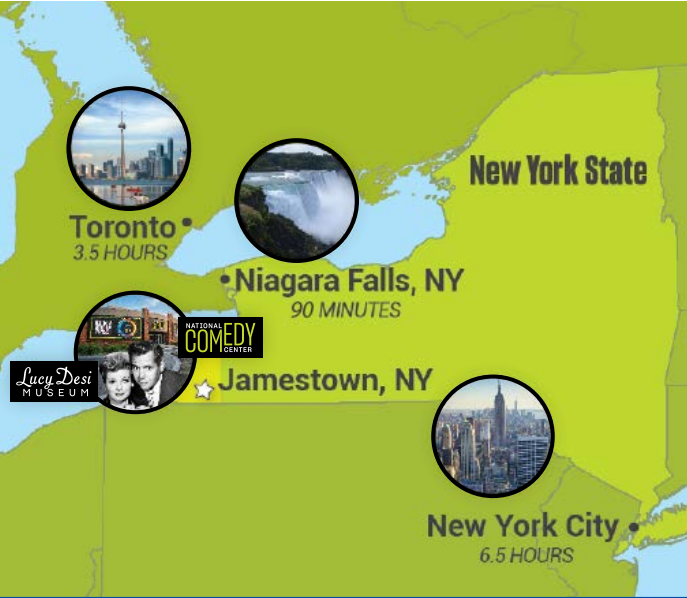 New York State
Toronto
3.5 HOURS
Niagara Falls, NY
90 MINUTES
NATIONAL
COMEDY
CENTER
Lucy Desi
MUSEUM
Jamestown, NY
New York City
6.5 HOURS